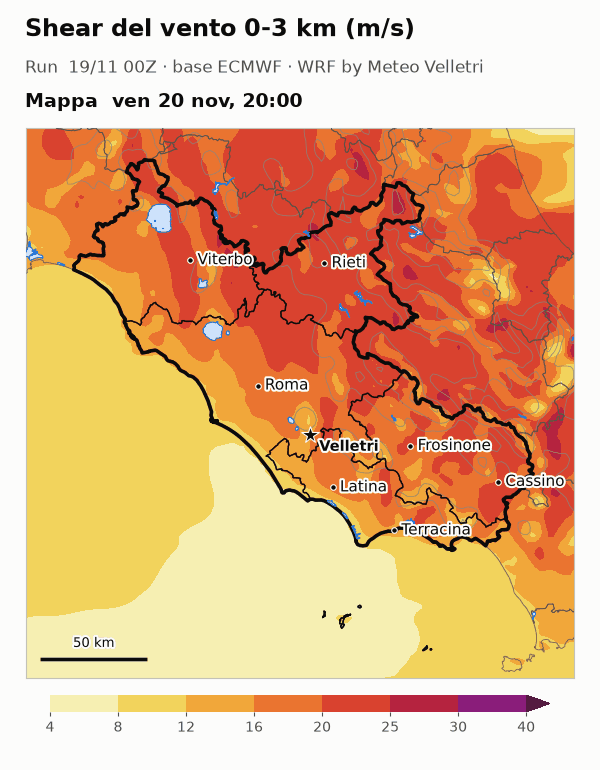 Shear del vento 0-3 km (m/s)
Run  19/11 00Z · base ECMWF · WRF by Meteo Velletri
Mappa  ven 20 nov, 20:00
Viterbo
Rieti
Roma
Velletri
Frosinone
Cassino
Latina
Terracina
50 km
4 8 12 16 20 25 30 40